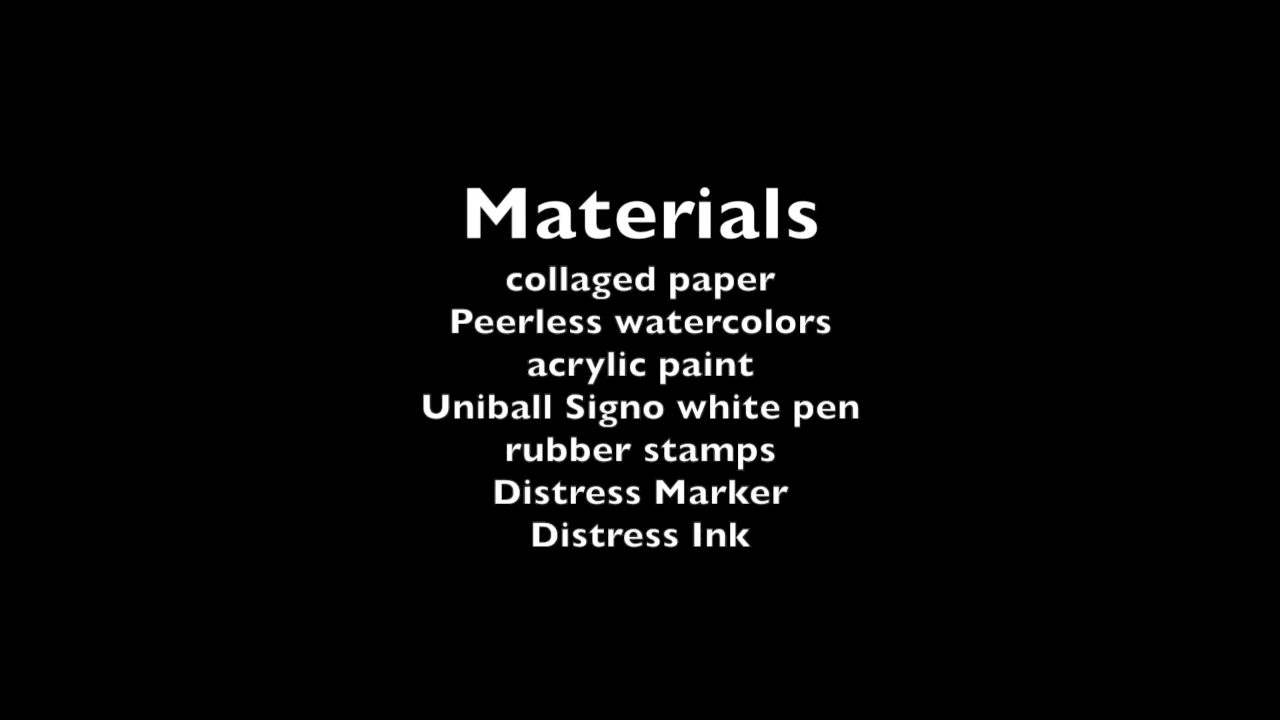 Materials
collaged paper
Peerless watercolors
acrylic paint
Uniball Signo white pen
rubber stamps
Distress Marker
Distress Ink